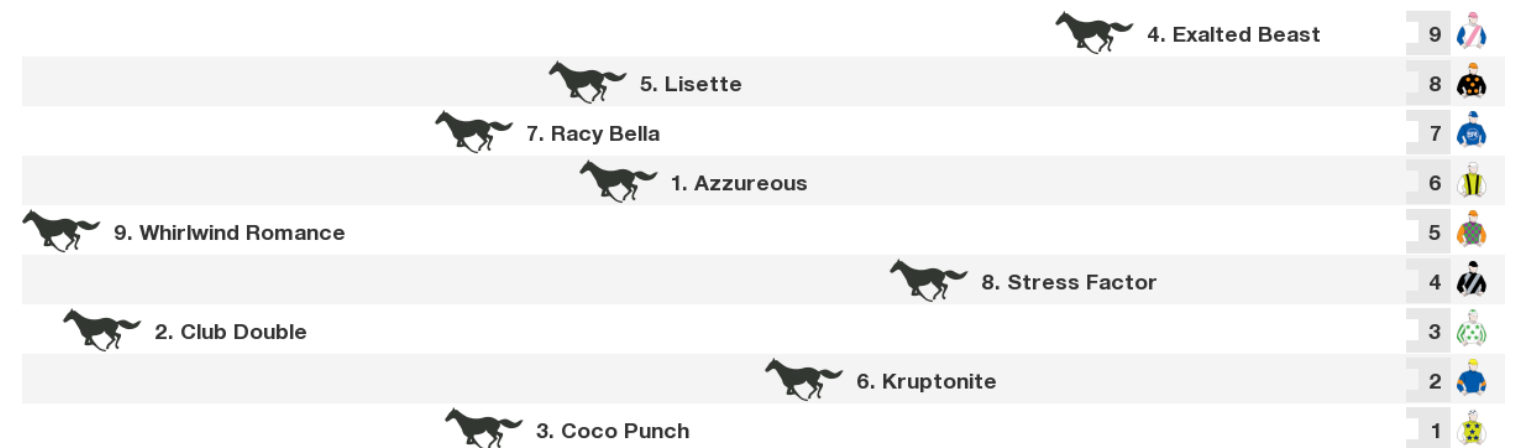 4. Exalted Beast 9
5. Lisette 8
7. Racy Bella 7
1. Azzureous 6
9. Whirlwind Romance 5
8. Stress Factor 4
2. Club Double 3
6. Kruptonite 2
3. Coco Punch 1